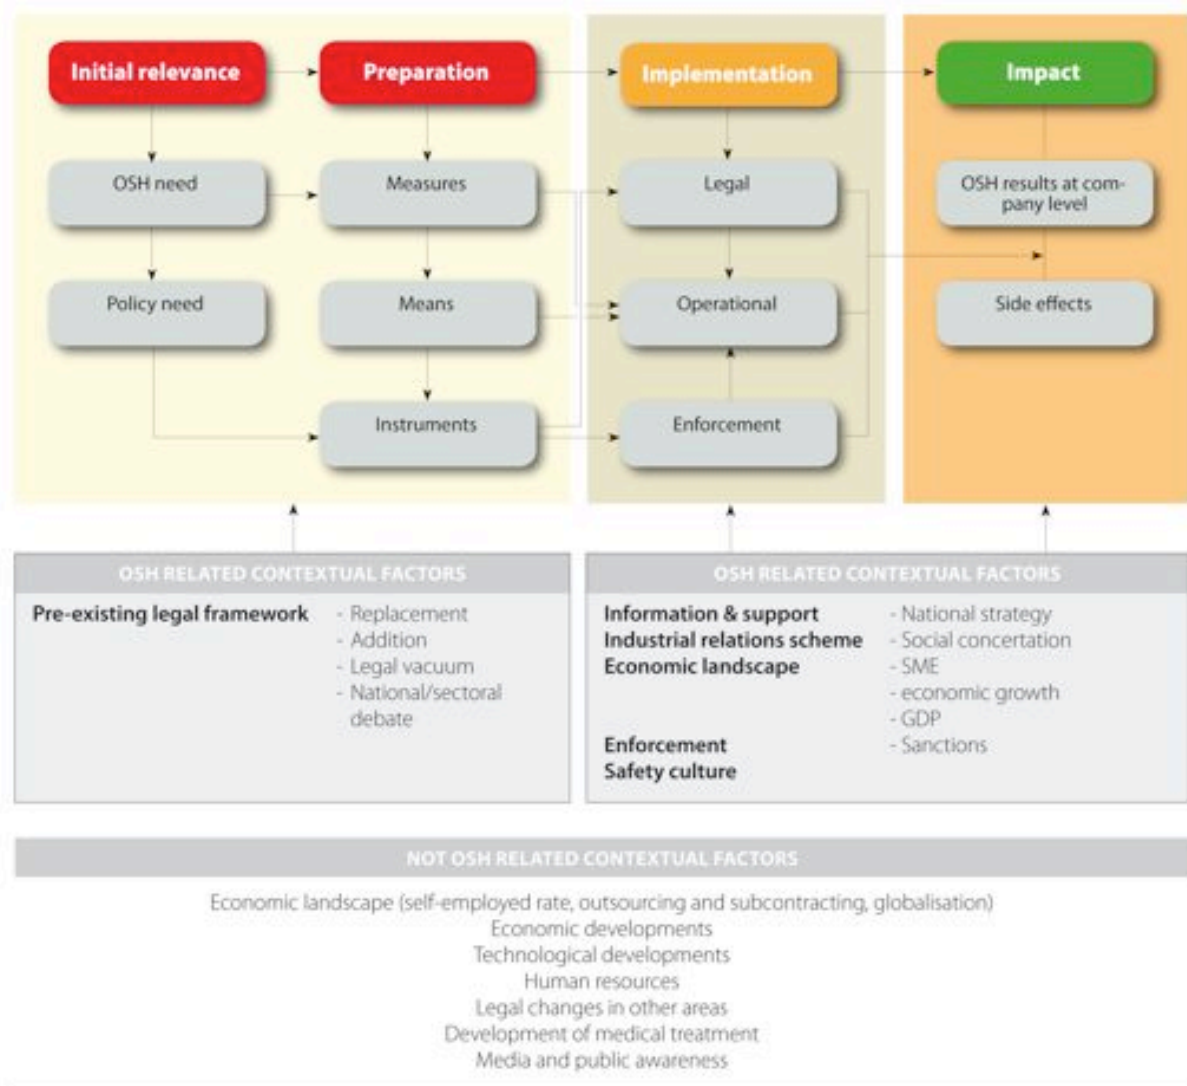 Initial relevance
Preparation
Implementation
Impact
OSH need
Measures
Legal
OSH results at com-
pany level
Policy need
Means
Operational
Side effects
Instruments
Enforcement
OSH RELATED CONTEXTUAL FACTORS
Pre-existing legal framework
- Replacement
- Addition
- Legal vacuum
- National/sectoral
debate
OSH RELATED CONTEXTUAL FACTORS
Information & support
- National strategy
Industrial relations scheme
- Social concertation
Economic landscape
- SME
- economic growth
- GDP
Enforcement
- Sanctions
Safety culture
NOT OSH RELATED CONTEXTUAL FACTORS
Economic landscape (self-employed rate, outsourcing and subcontracting, globalisation)
Economic developments
Technological developments
Human resources
Legal changes in other areas
Development of medical treatment
Media and public awareness